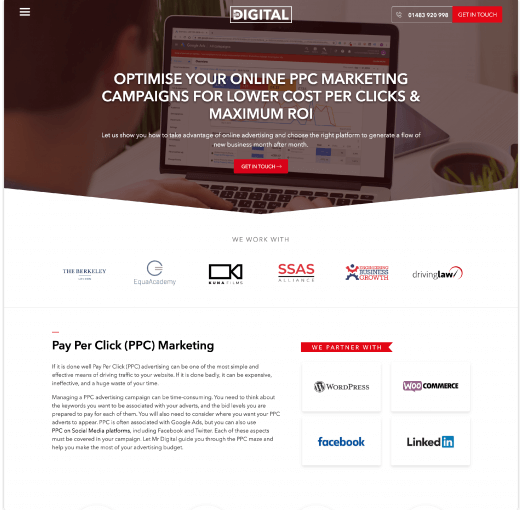 DIGITAL
01483 920 998
GET IN TOUCH
OPTIMISE YOUR ONLINE PPC MARKETING
CAMPAIGNS FOR LOWER COST PER CLICKS &
MAXIMUM ROI
Let us show you how to take advantage of online advertising and choose the right platform to generate a flow of
new business month after month.
GET IN TOUCH →
WE WORK WITH
THE BERKELEY
EquaAcademy
KUNA FILMS
SSAS
ALLIANCE
BUSINESS
GROWTH
drivinglaw
Pay Per Click (PPC) Marketing
If it is done well Pay Per Click (PPC) advertising can be one of the most simple and
effective means of driving traffic to your website. If it is done badly, it can be expensive,
ineffective, and a huge waste of your time.
Managing a PPC advertising campaign can be time-consuming. You need to think about
the keywords you want to be associated with your adverts, and the bid levels you are
prepared to pay for each of them. You will also need to consider where you want your PPC
adverts to appear. PPC is often associated with Google Ads, but you can also use
PPC on Social Media platforms, including Facebook and Twitter. Each of these aspects
must be covered in your campaign. Let Mr Digital guide you through the PPC maze and
help you make the most of your advertising budget.
WE PARTNER WITH
WORDPRESS
WOO COMMERCE
facebook
Linked in